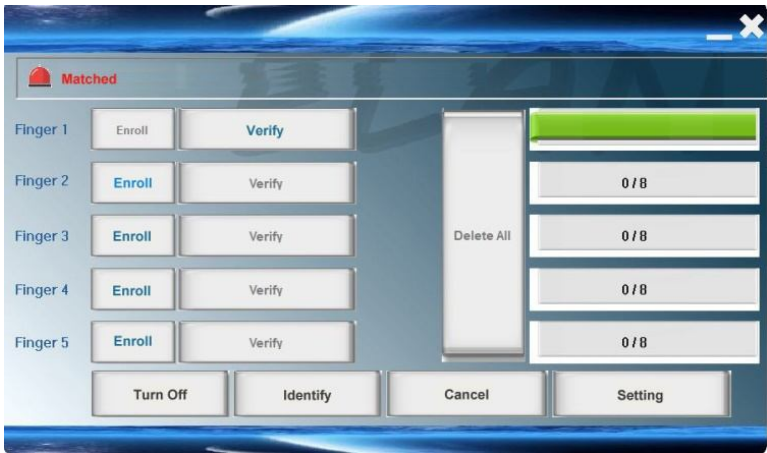 Matched
Finger 1 Enroll Verify
Finger 2 Enroll Verify 0/8
Finger 3 Enroll Verify Delete All 0/8
Finger 4 Enroll Verify 0/8
Finger 5 Enroll Verify 0/8
Turn Off Identify Cancel Setting